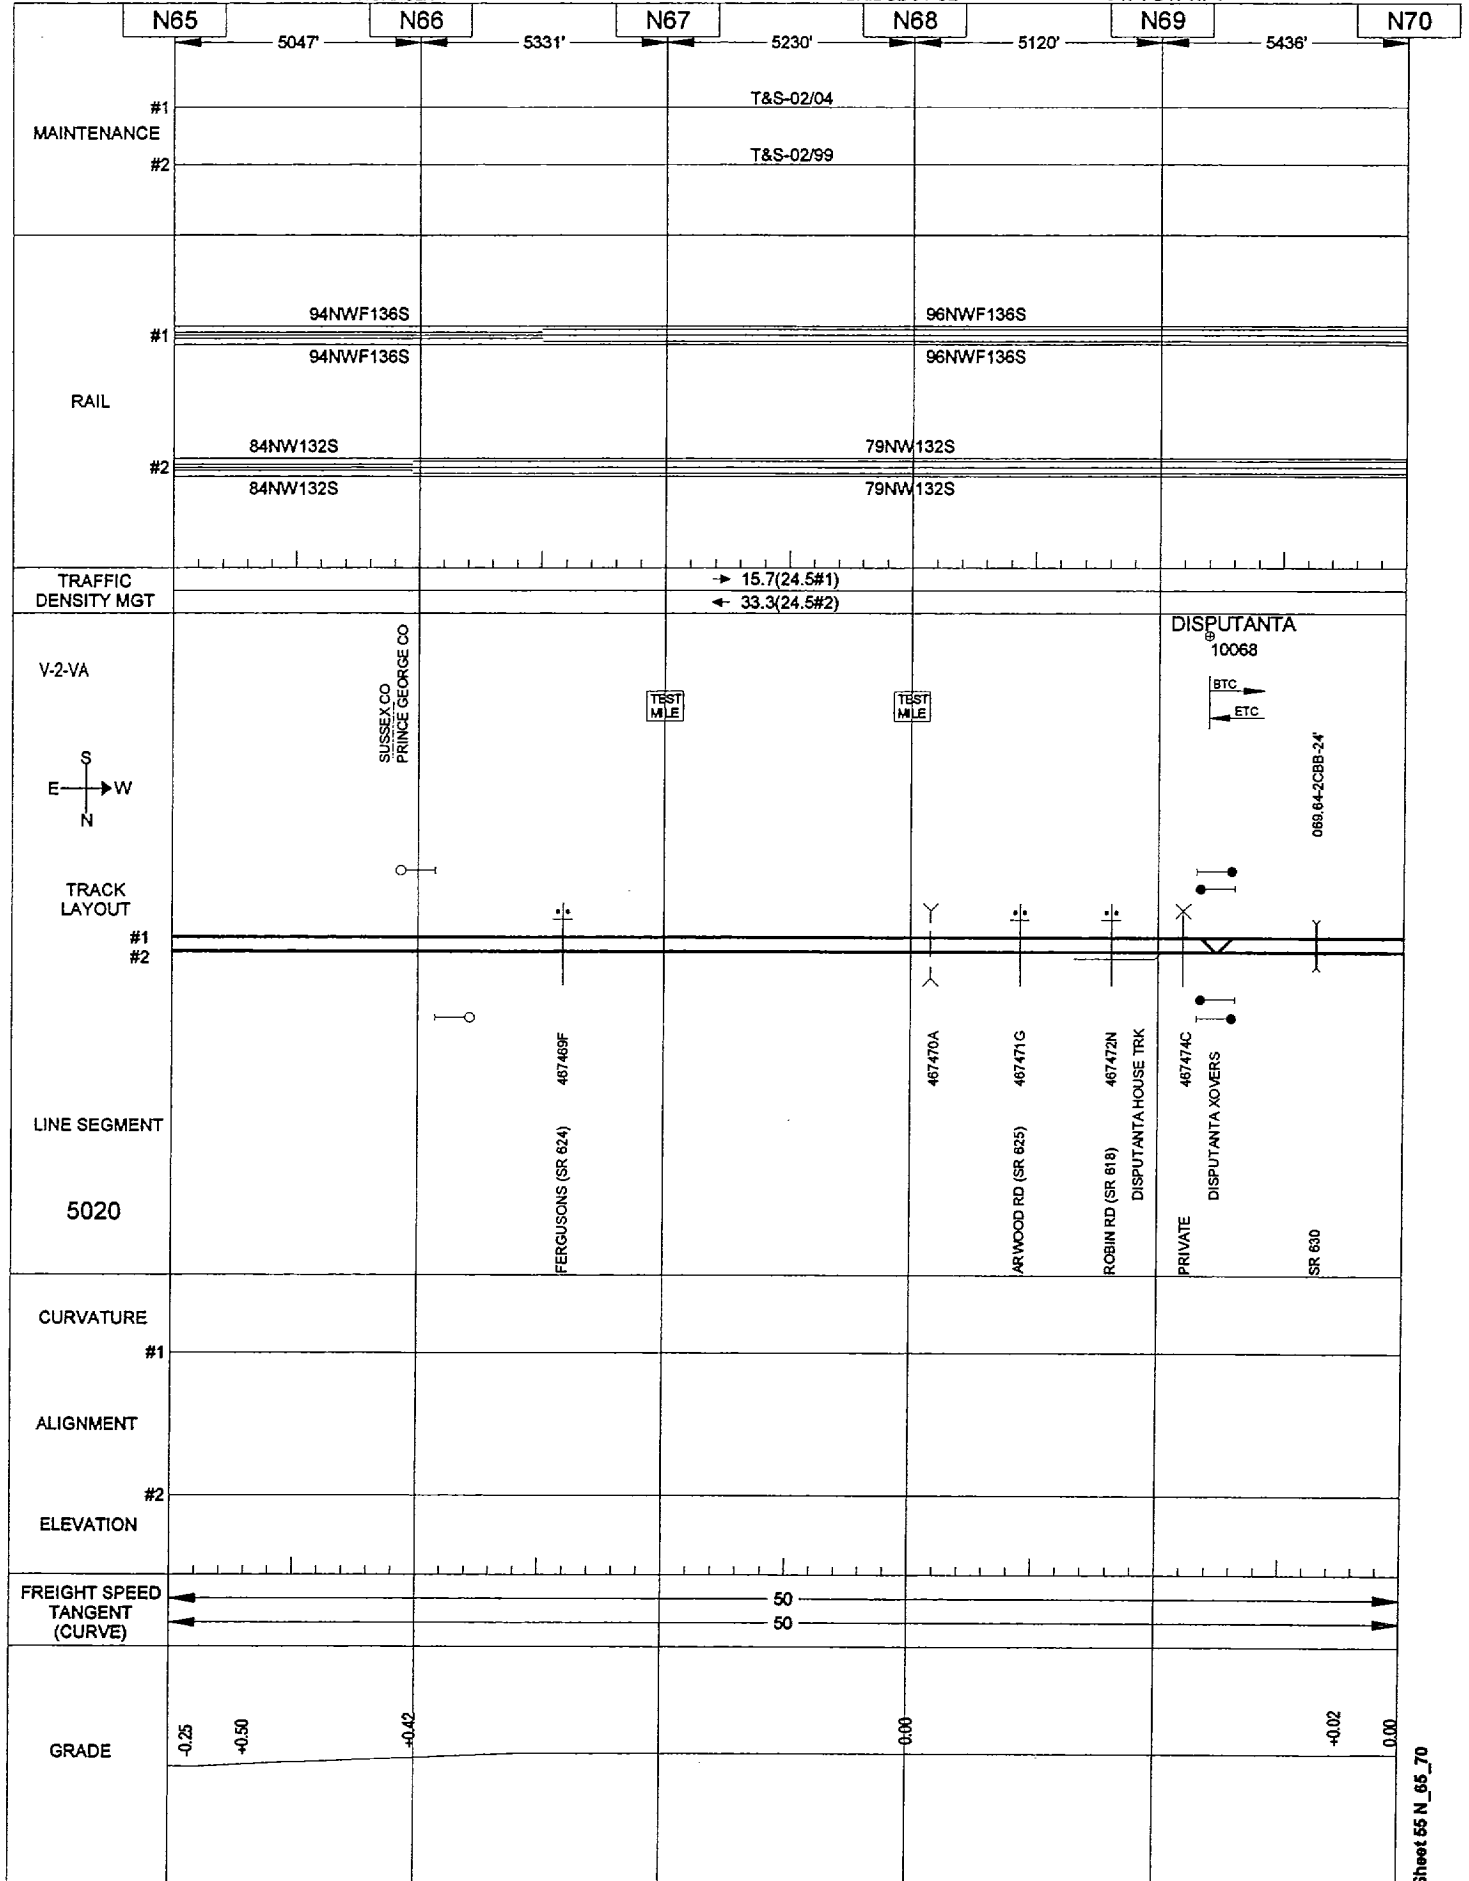 N65 N66 N67 N68 N69 N70
5047' 5331' 5230' 5120' 5436'
#1 T&S-02/04
MAINTENANCE
#2 T&S-02/99
94NWF136S 96NWF136S
#1
94NWF136S 96NWF136S
RAIL
84NW132S 79NW132S
#2
84NW132S 79NW132S
TRAFFIC
DENSITY MGT
15.7(24.5#1)
33.3(24.5#2)
V-2-VA
SUSSEX CO
PRINCE GEORGE CO
TEST
MILE
TEST
MILE
DISPUTANTA
10068
BTC
ETC
069.64-2CBB-24'
S
E W
N
TRACK
LAYOUT
#1
#2
467469F
467470A
467471G
467472N
467474C
FERGUSONS (SR 624)
ARWOOD RD (SR 625)
ROBIN RD (SR 618)
DISPUTANTA HOUSE TRK
PRIVATE
DISPUTANTA XOVERS
SR 630
LINE SEGMENT
5020
CURVATURE
#1
ALIGNMENT
#2
ELEVATION
FREIGHT SPEED
TANGENT
(CURVE)
50
50
GRADE
-0.25
+0.50
+0.42
0.00
+0.02
0.00
Sheet 55 N_65_70